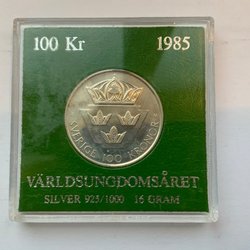 100 Kr 1985
SVERIGE 100 KRONOR
VÄRLDSUNGDOMSÅRET
SILVER 925/1000 16 GRAM